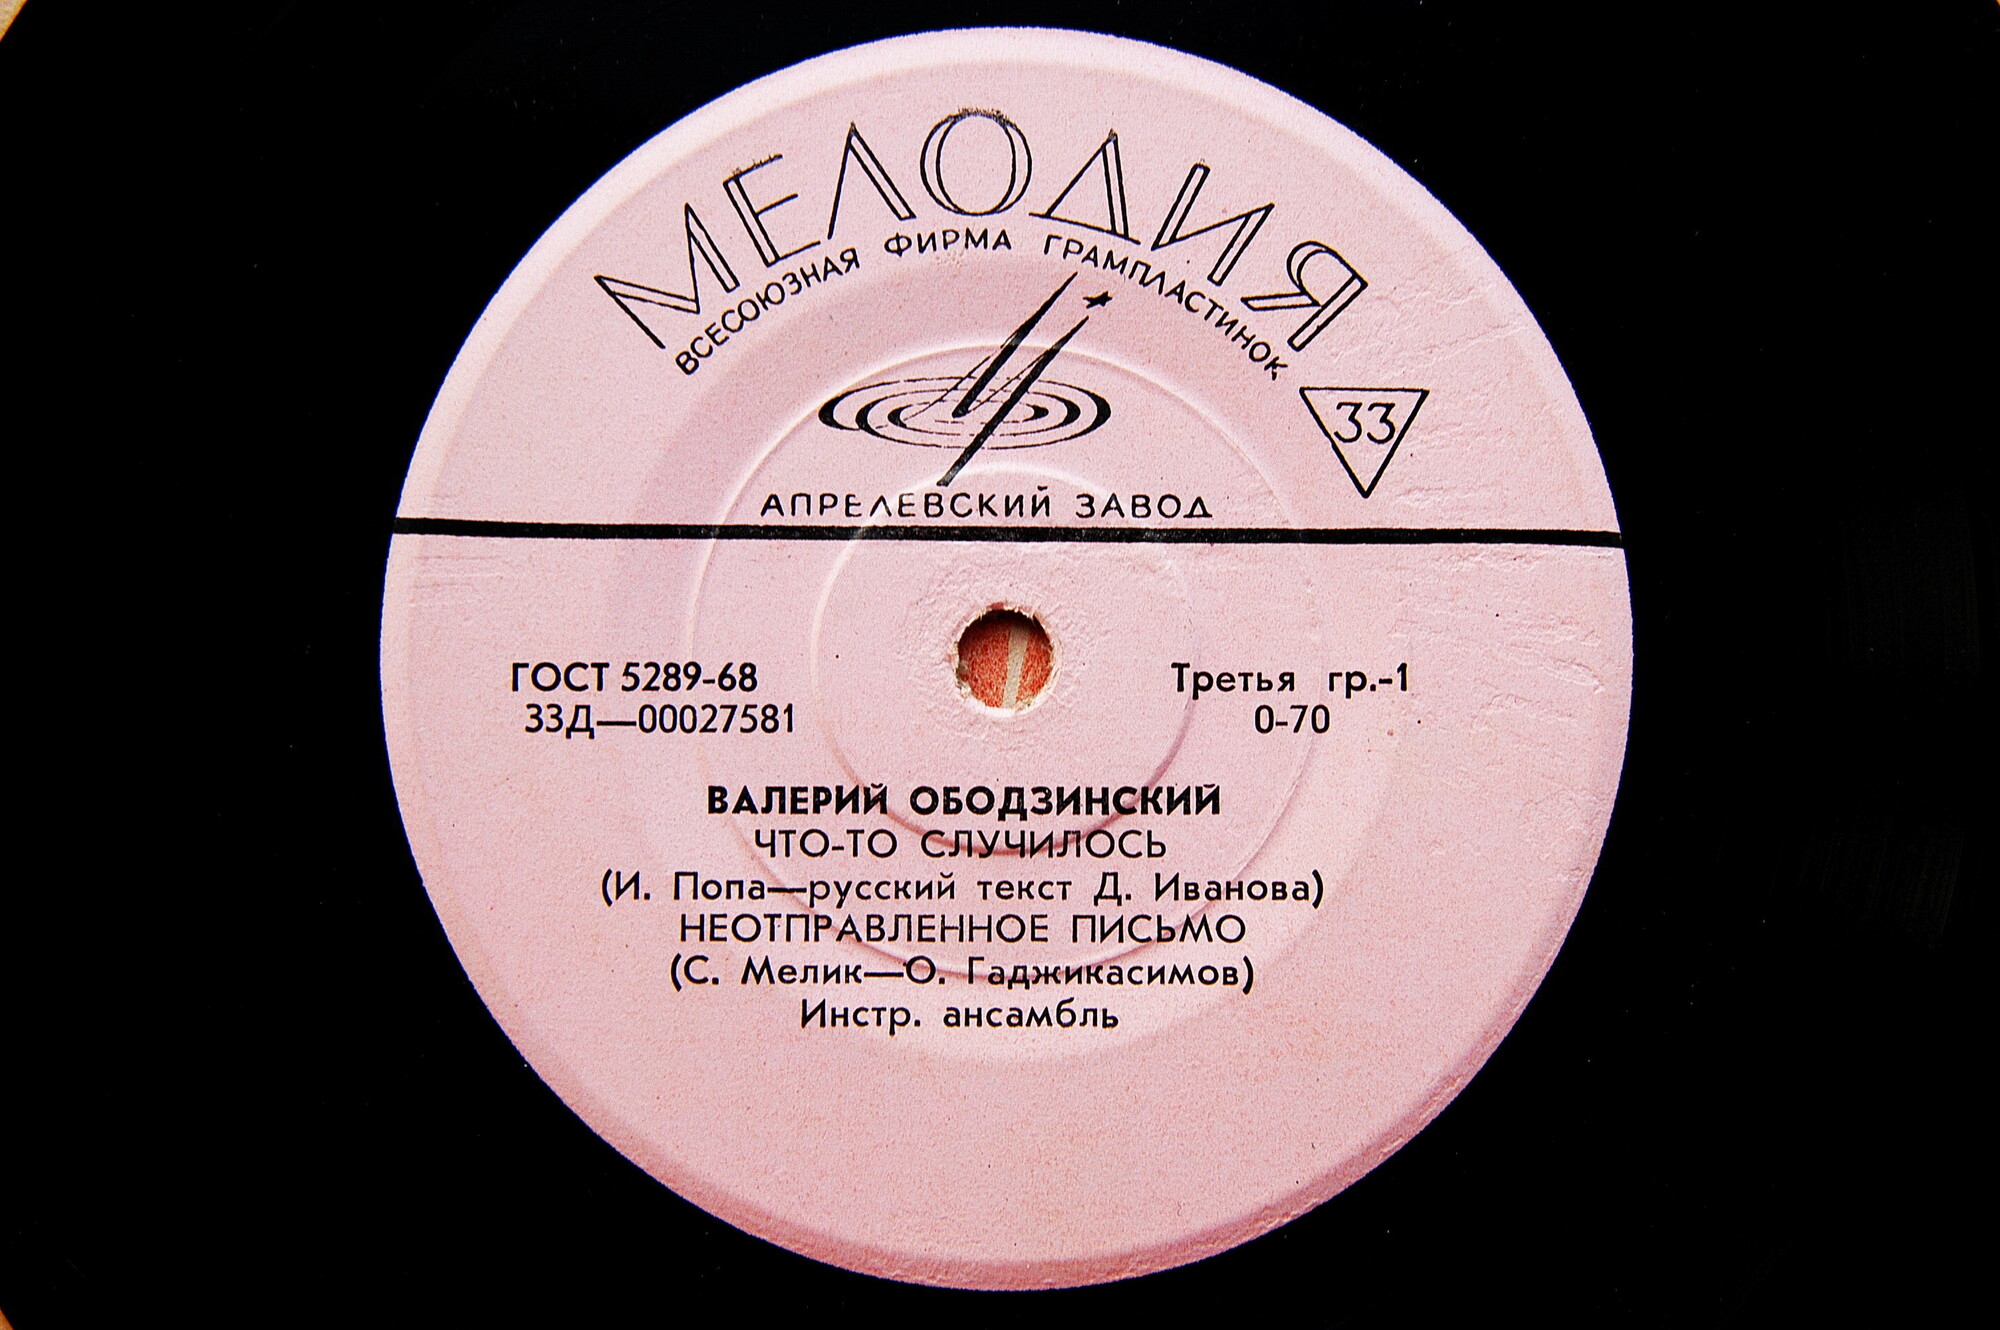 МЕЛОДИЯ
ВСЕСОЮЗНАЯ ФИРМА ГРАМПЛАСТИНОК
33
АПРЕЛЕВСКИЙ ЗАВОД
ГОСТ 5289-68
Третья гр.-1
33Д—00027581
0-70
ВАЛЕРИЙ ОБОДЗИНСКИЙ
ЧТО-ТО СЛУЧИЛОСЬ
(И. Попа—русский текст Д. Иванова)
НЕОТПРАВЛЕННОЕ ПИСЬМО
(С. Мелик—О. Гаджикасимов)
Инстр. ансамбль